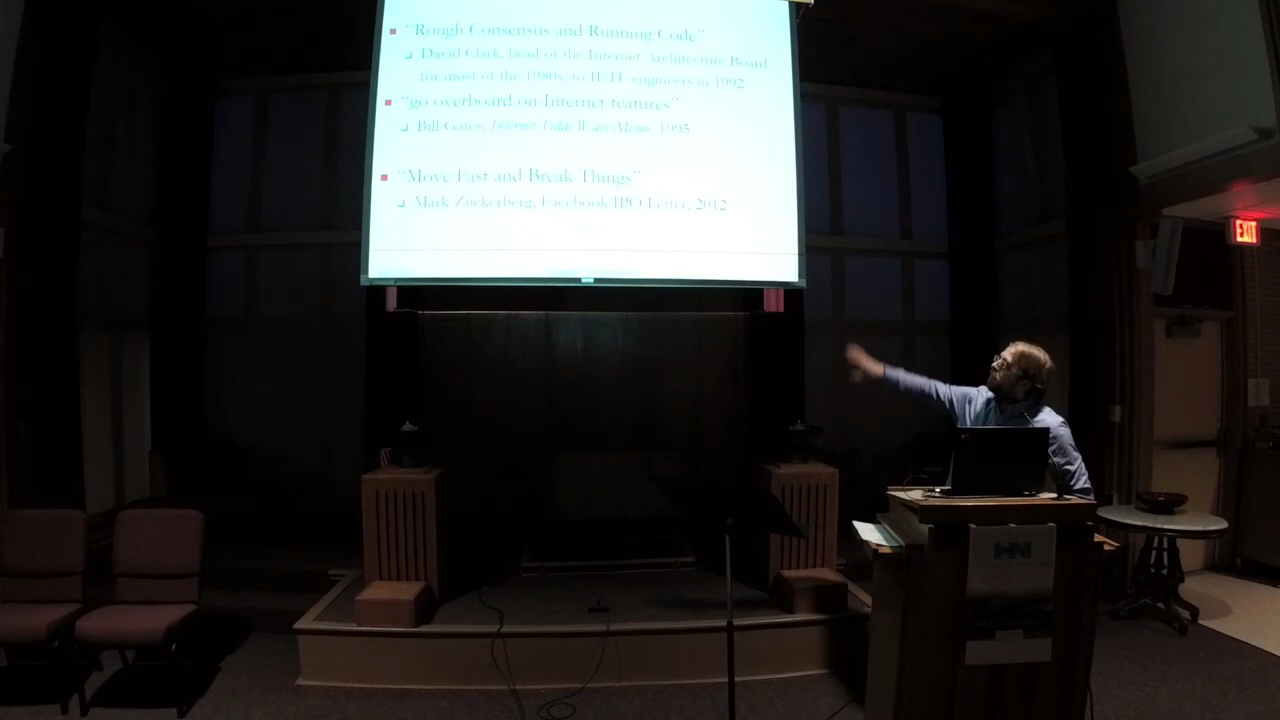 “Rough Consensus and Running Code”
David Clark, head of the Internet Architecture Board
for most of the 1980s, to IETF engineers in 1992
“go overboard on Internet features”
Bill Gates, Internet Tidal Wave Memo, 1995
“Move Fast and Break Things”
Mark Zuckerberg, Facebook IPO Letter, 2012
EXIT
HN